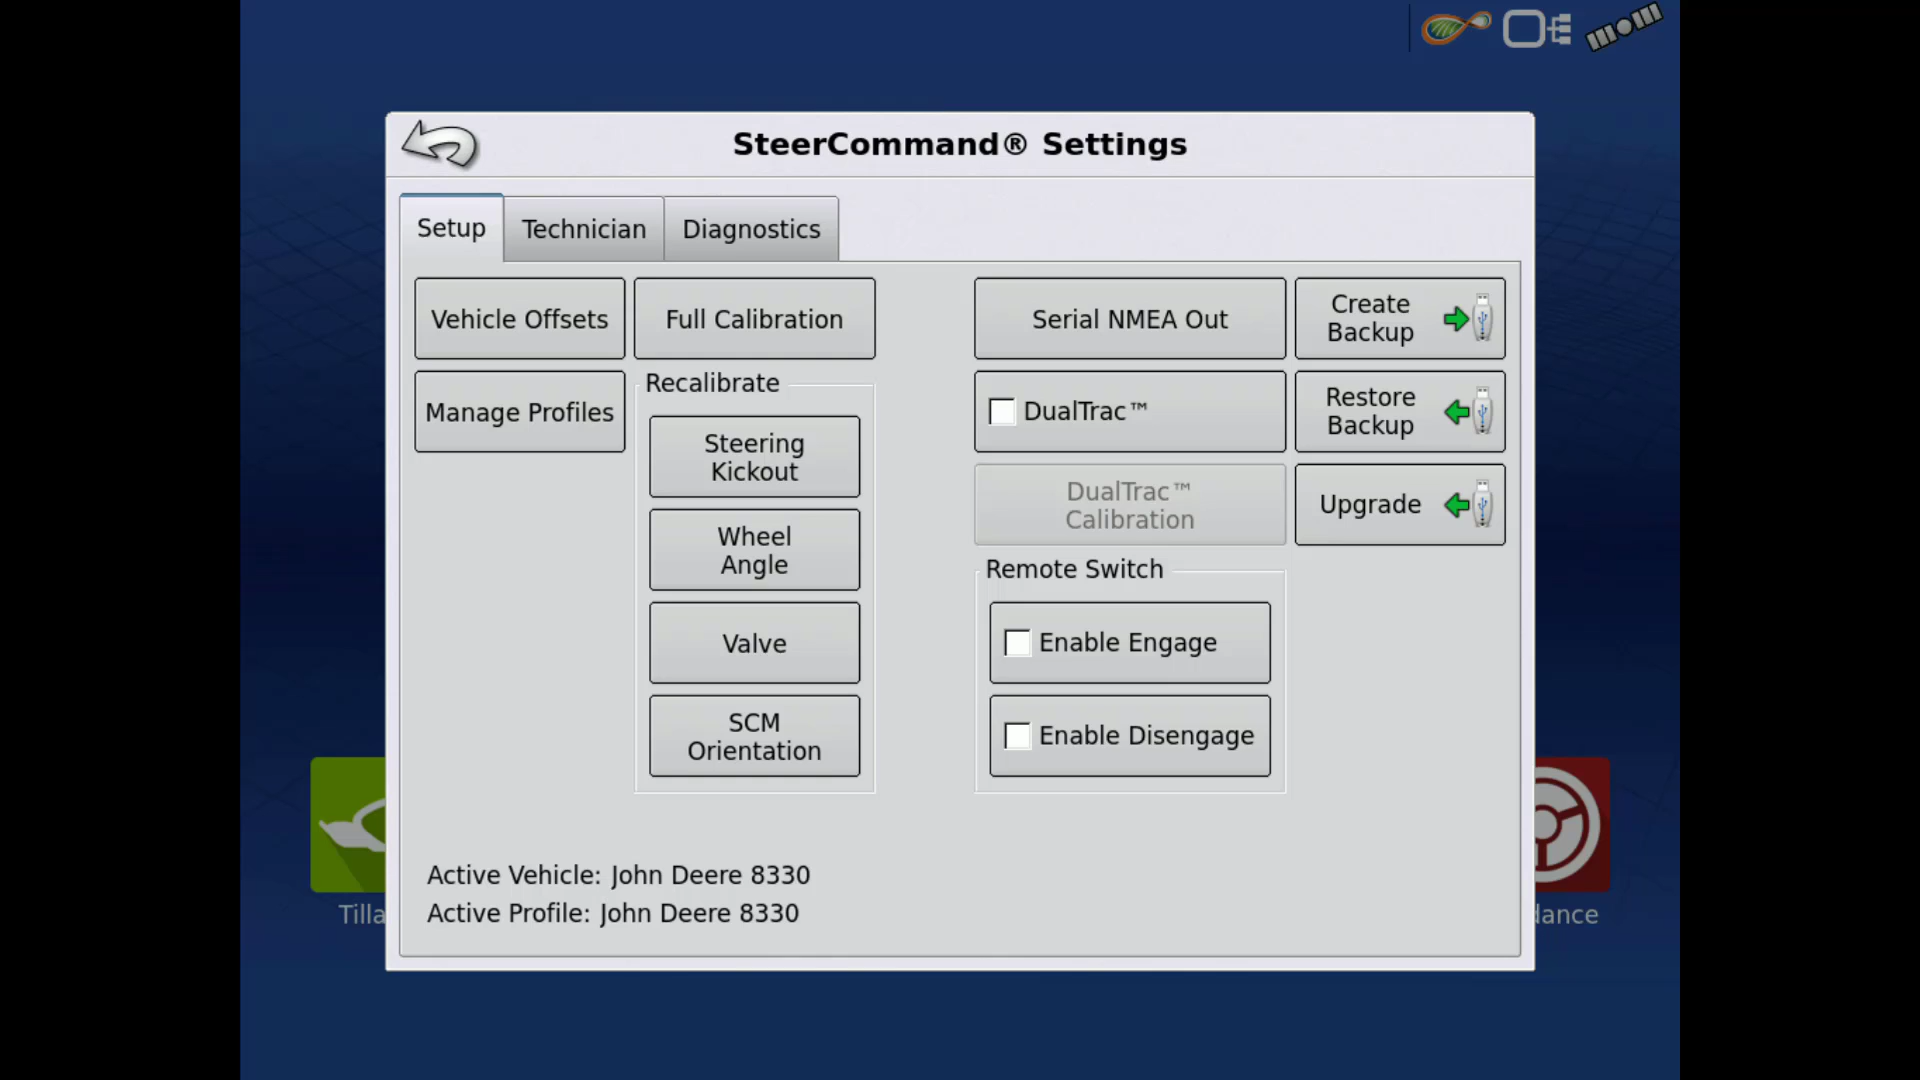 SteerCommand® Settings
Setup
Technician
Diagnostics
Vehicle Offsets
Full Calibration
Serial NMEA Out
Create
Backup
Manage Profiles
Recalibrate
Steering
Kickout
Wheel
Angle
Valve
SCM
Orientation
DualTrac™
DualTrac™
Calibration
Restore
Backup
Upgrade
Remote Switch
Enable Engage
Enable Disengage
Active Vehicle: John Deere 8330
Active Profile: John Deere 8330
Tilla
dance